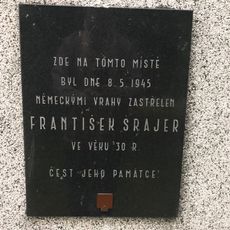 ZDE NA TOMTO MÍSTĚ
BYL DNE 8.5.1945
NĚMECKÝMI VRAHY ZASTŘELEN
FRANTIŠEK SRAJER
VE VĚKU 30 R.
ČEST JEHO PAMÁTCE